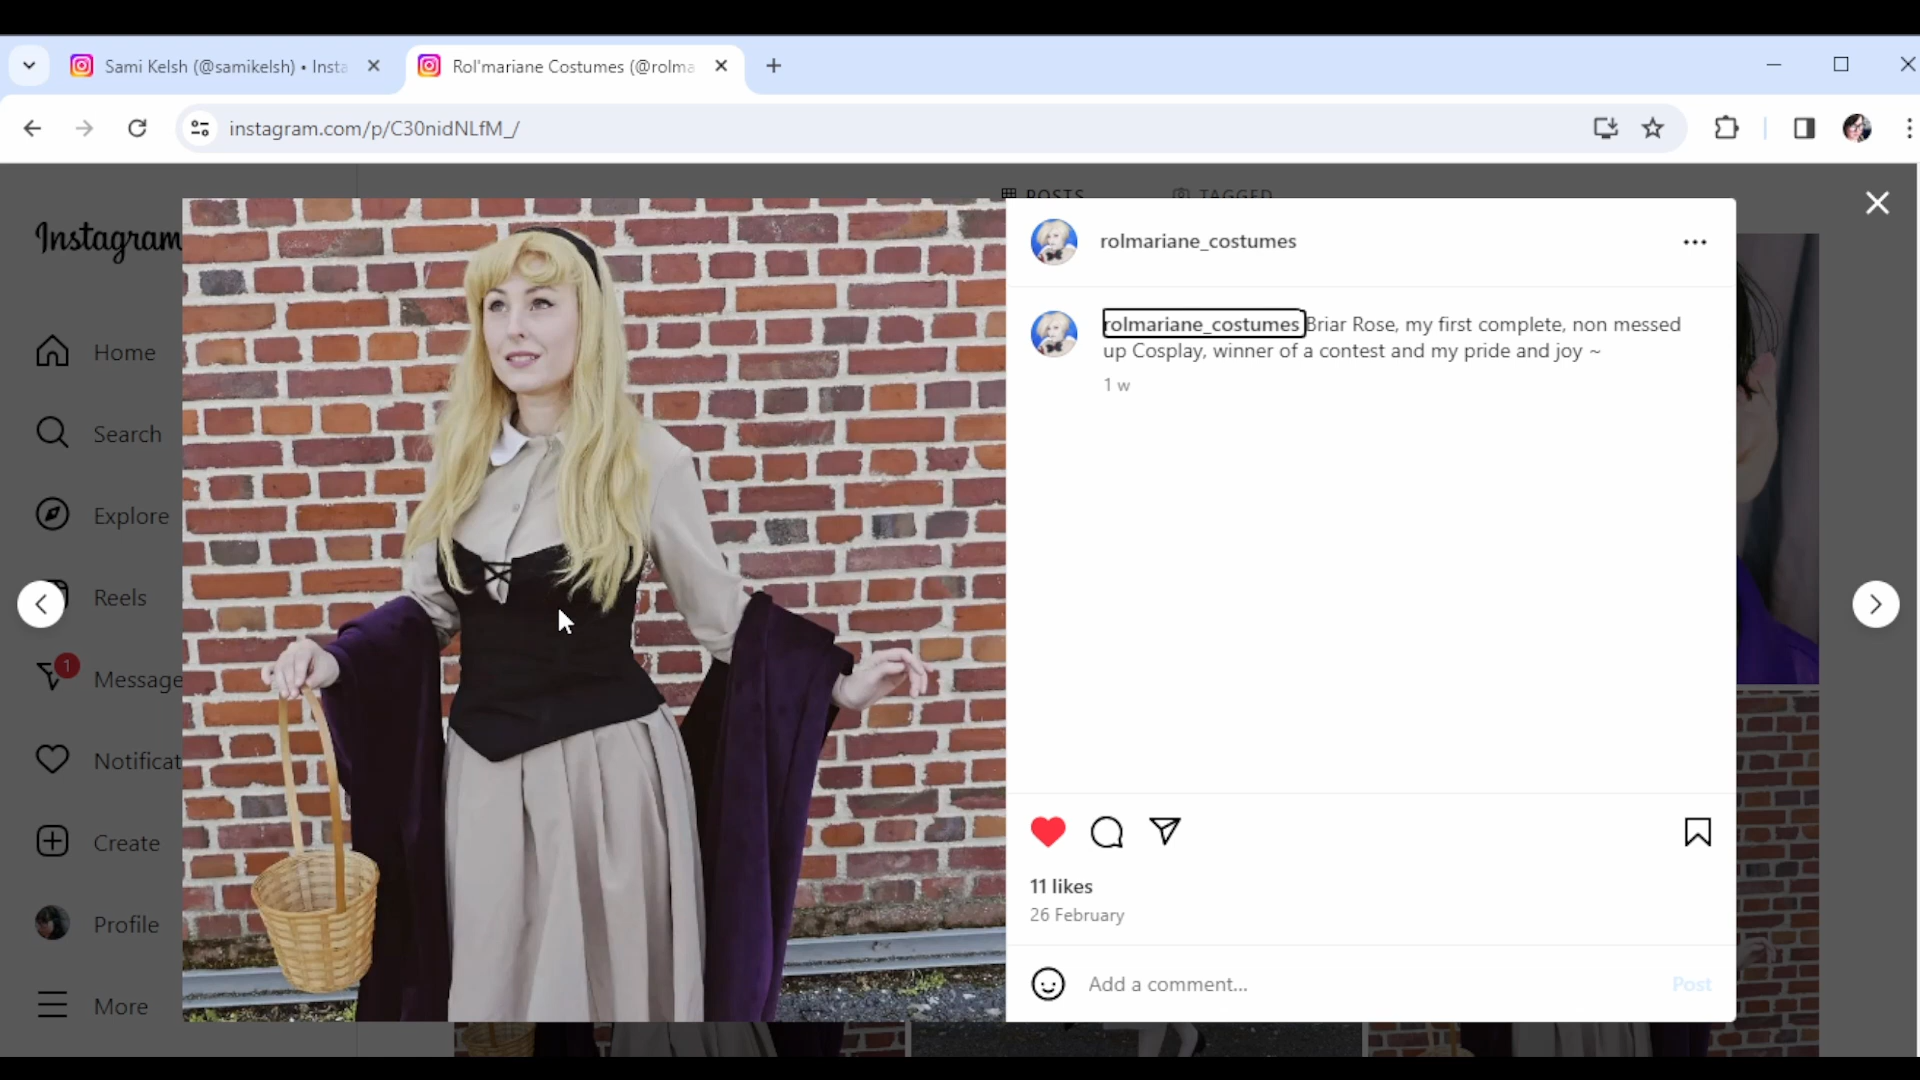 Sami Kelsh (@samikelsh) • Insta
Rol'mariane Costumes (@rolma
instagram.com/p/C30nidNLfM_/
POSTS
TAGGED
Instagram
Home
Search
Explore
Reels
1
Message
Notificat
Create
Profile
More
rolmariane_costumes
rolmariane_costumes Briar Rose, my first complete, non messed
up Cosplay, winner of a contest and my pride and joy ~
1 w
11 likes
26 February
Add a comment...
Post